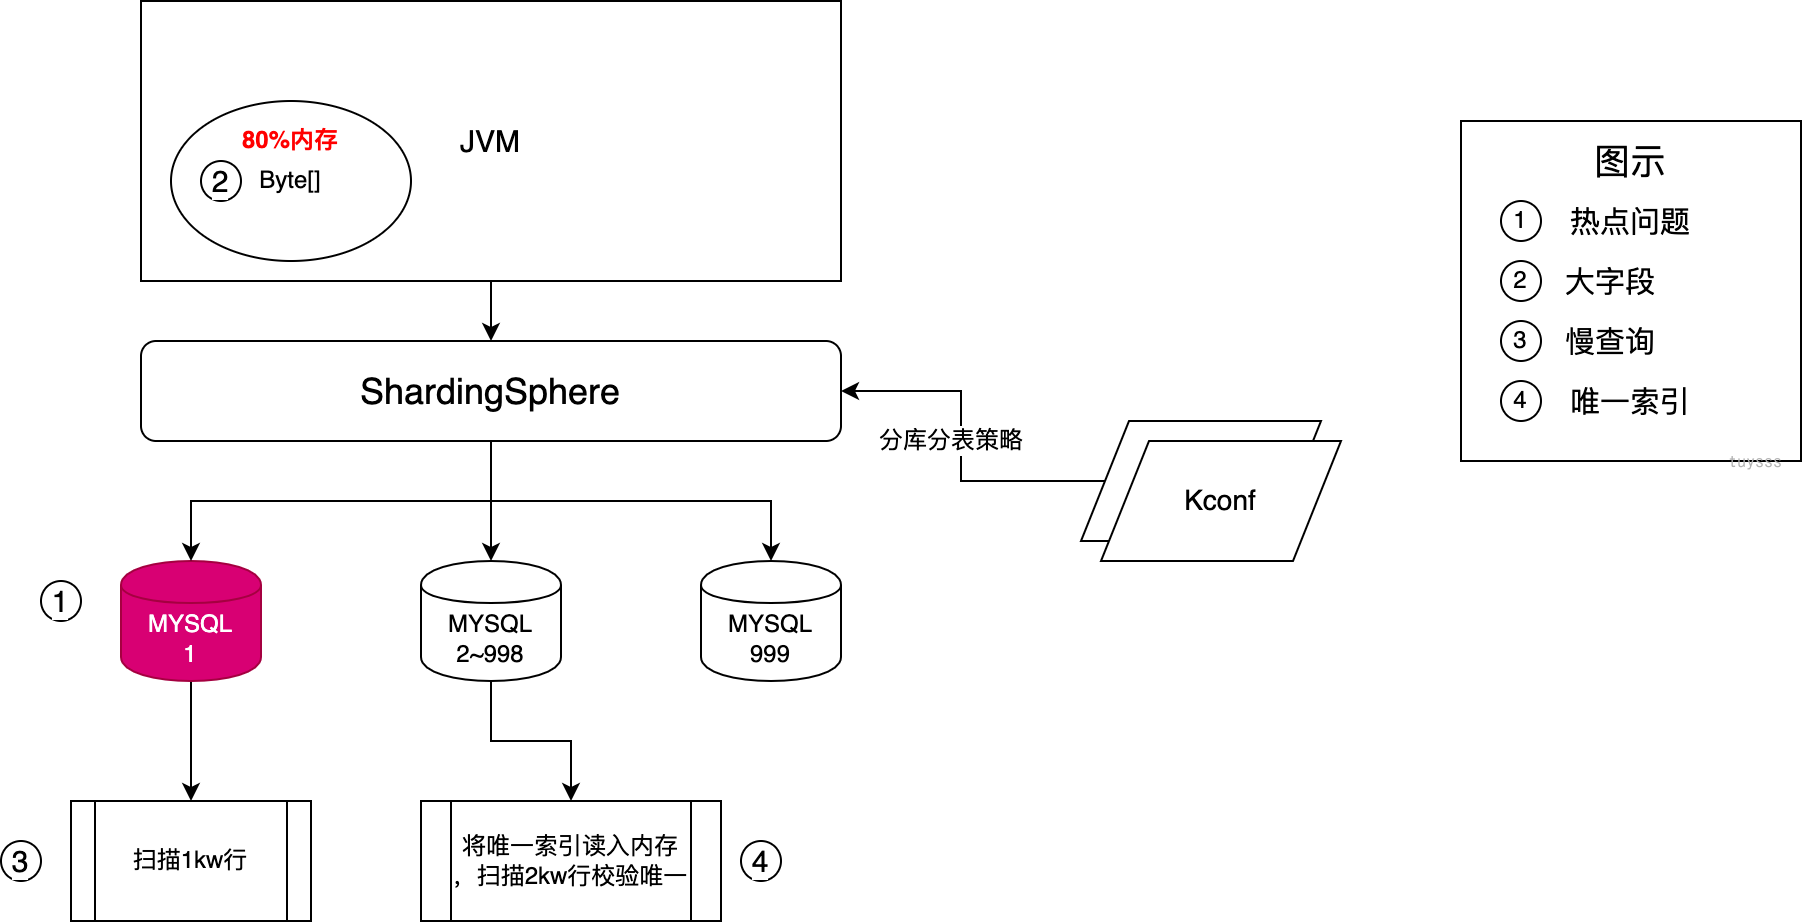 80%内存
② Byte[]
JVM
ShardingSphere
分库分表策略
Kconf
图示
① 热点问题
② 大字段
③ 慢查询
④ 唯一索引
tuysss
①
MYSQL
1
MYSQL
2~998
MYSQL
999
③
扫描1kw行
将唯一索引读入内存
，扫描2kw行校验唯一
④